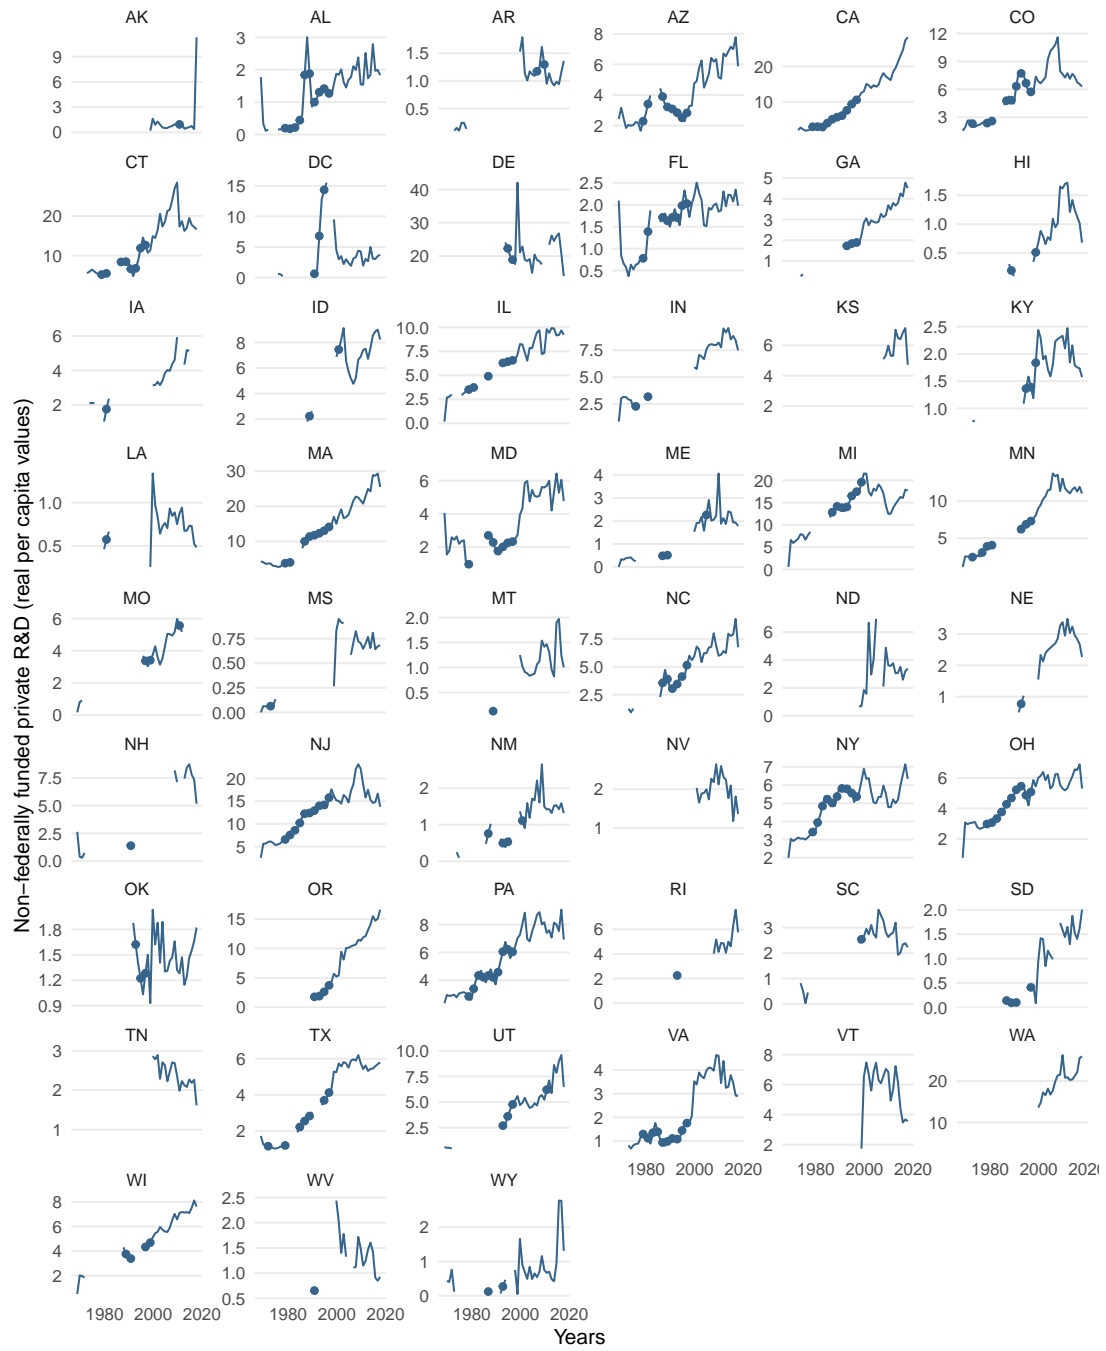 AK AL AR AZ CA CO
9 6 3 0
3 2 1 0
1.5 1.0 0.5
8 6 4 2
20 10
12 9 6 3
CT DC DE FL GA HI
20 10
15 10 5 0
40 30 20
2.5 2.0 1.5 1.0 0.5
5 4 3 2 1
1.5 1.0 0.5
IA ID IL IN KS KY
6 4 2
8 6 4 2
10.0 7.5 5.0 2.5 0.0
7.5 5.0 2.5
6 4 2
2.5 2.0 1.5 1.0
LA MA MD ME MI MN
1.0 0.5
30 20 10
6 4 2
4 3 2 1 0
20 15 10 5 0
10 5
MO MS MT NC ND NE
6 4 2 0
0.75 0.50 0.25 0.00
2.0 1.5 1.0 0.5
7.5 5.0 2.5
6 4 2 0
3 2 1
NH NJ NM NV NY OH
7.5 5.0 2.5 0.0
20 15 10 5
2 1 0
2 1
7 6 5 4 3 2
6 4 2
OK OR PA RI SC SD
1.8 1.5 1.2 0.9
15 10 5 0
8 6 4
6 4 2 0
3 2 1 0
2.0 1.5 1.0 0.5 0.0
TN TX UT VA VT WA
3 2 1
6 4 2
10.0 7.5 5.0 2.5
4 3 2 1
8 6 4 2
20 10
1980 2000 2020 1980 2000 2020 1980 2000 2020
WI WV WY
8 6 4 2
2.5 2.0 1.5 1.0 0.5
2 1 0
1980 2000 2020 1980 2000 2020 1980 2000 2020
Years
Non−federally funded private R&D (real per capita values)